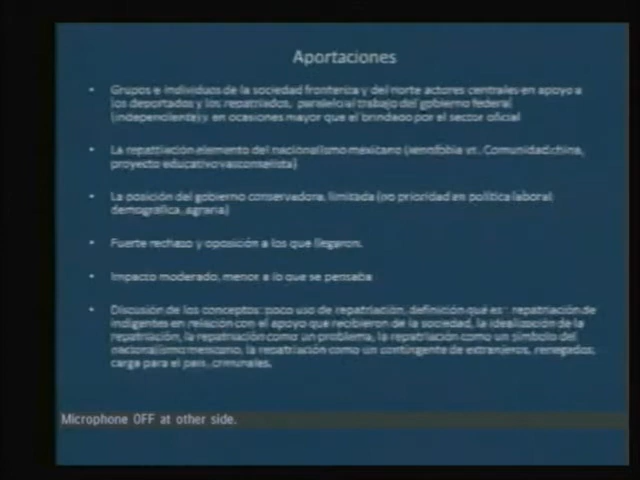 Aportaciones
• Grupos e individuos de la sociedad fronteriza y del norte actores centrales en apoyo a
los deportados y los repatriados, paralelo al trabajo del gobierno federal
(independiente) y en ocasiones mayor que el brindado por el sector oficial
• La repatriación elemento del nacionalismo mexicano (xenofobia vs. Comunidad china,
proyecto educativo vasconcelista)
• La posición del gobierno conservadora, limitada (no prioridad en política laboral
demográfica, agraria)
• Fuerte rechazo y oposición a los que llegaron.
• Impacto moderado, menor a lo que se pensaba
• Discusión de los conceptos: poco uso de repatriación, definición que es repatriación de
indigentes en relación con el apoyo que recibieron de la sociedad, la idealización de la
repatriación, la repatriación como un problema, la repatriación como un símbolo del
nacionalismo mexicano, la repatriación como un contingente de extranjeros, renegados,
carga para el país, criminales.
Microphone OFF at other side.